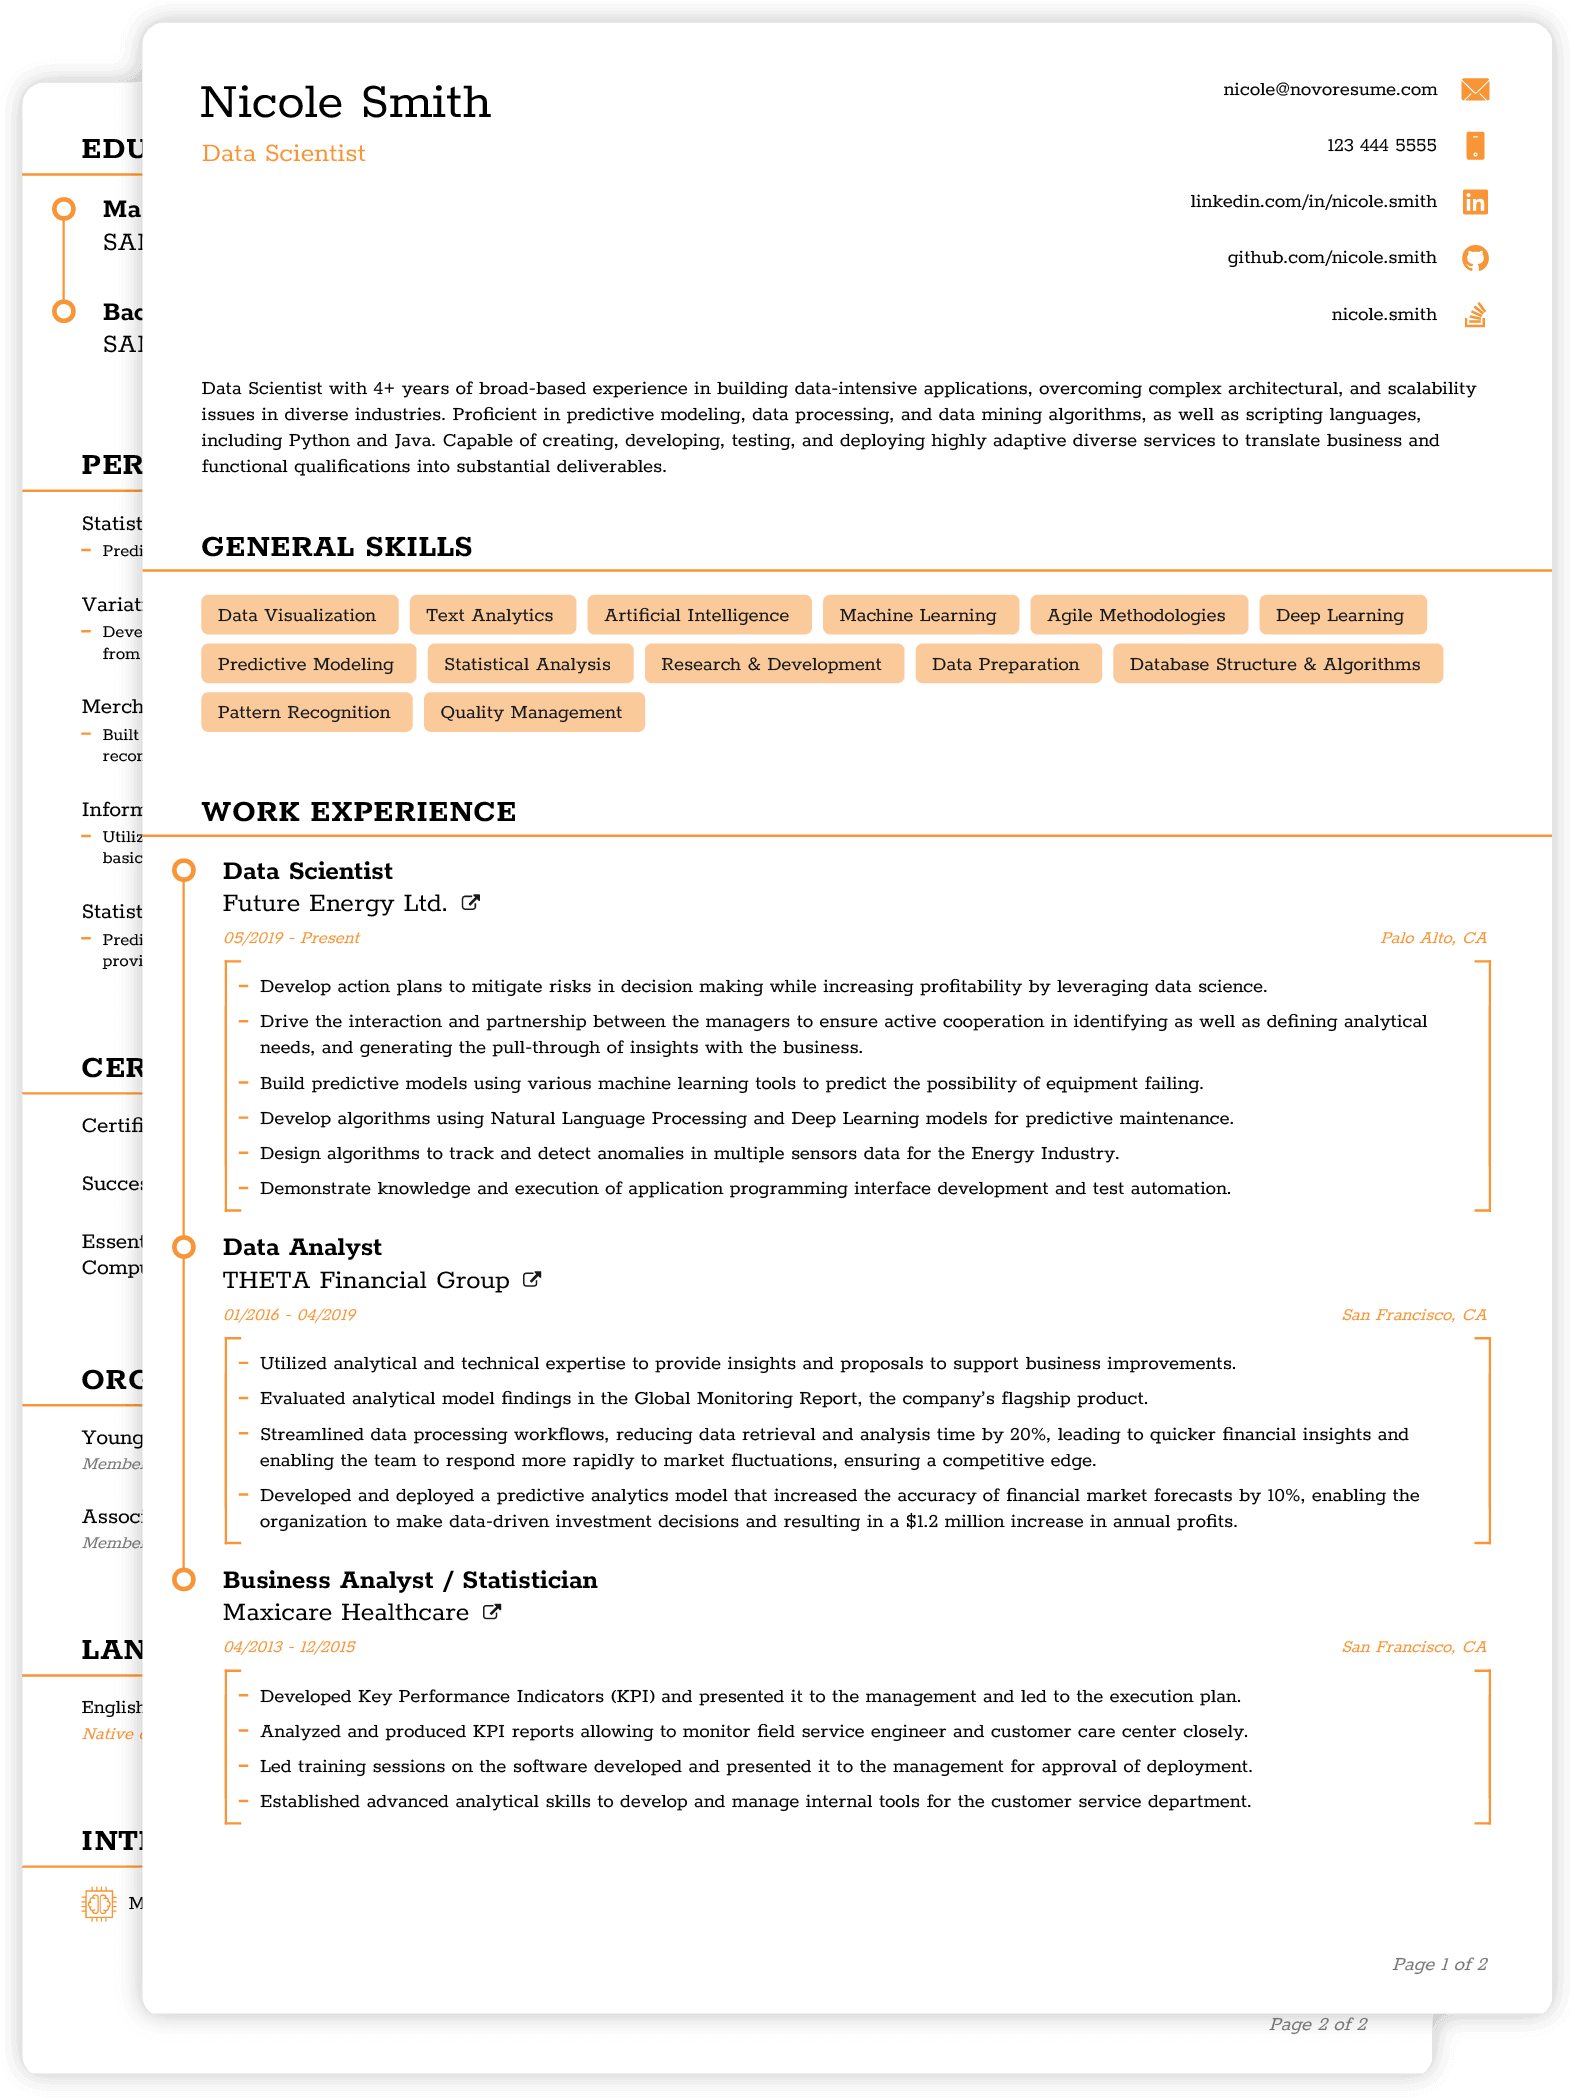 Nicole Smith
Data Scientist
nicole@novoresume.com
123 444 5555
linkedin.com/in/nicole.smith
github.com/nicole.smith
nicole.smith
Data Scientist with 4+ years of broad-based experience in building data-intensive applications, overcoming complex architectural, and scalability
issues in diverse industries. Proficient in predictive modeling, data processing, and data mining algorithms, as well as scripting languages,
including Python and Java. Capable of creating, developing, testing, and deploying highly adaptive diverse services to translate business and
functional qualifications into substantial deliverables.
GENERAL SKILLS
Data Visualization Text Analytics Artificial Intelligence Machine Learning Agile Methodologies Deep Learning
Predictive Modeling Statistical Analysis Research & Development Data Preparation Database Structure & Algorithms
Pattern Recognition Quality Management
WORK EXPERIENCE
Data Scientist
Future Energy Ltd.
05/2019 - Present Palo Alto, CA
- Develop action plans to mitigate risks in decision making while increasing profitability by leveraging data science.
- Drive the interaction and partnership between the managers to ensure active cooperation in identifying as well as defining analytical
needs, and generating the pull-through of insights with the business.
- Build predictive models using various machine learning tools to predict the possibility of equipment failing.
- Develop algorithms using Natural Language Processing and Deep Learning models for predictive maintenance.
- Design algorithms to track and detect anomalies in multiple sensors data for the Energy Industry.
- Demonstrate knowledge and execution of application programming interface development and test automation.
Data Analyst
THETA Financial Group
01/2016 - 04/2019 San Francisco, CA
- Utilized analytical and technical expertise to provide insights and proposals to support business improvements.
- Evaluated analytical model findings in the Global Monitoring Report, the company's flagship product.
- Streamlined data processing workflows, reducing data retrieval and analysis time by 20%, leading to quicker financial insights and
enabling the team to respond more rapidly to market fluctuations, ensuring a competitive edge.
- Developed and deployed a predictive analytics model that increased the accuracy of financial market forecasts by 10%, enabling the
organization to make data-driven investment decisions and resulting in a $1.2 million increase in annual profits.
Business Analyst / Statistician
Maxicare Healthcare
04/2013 - 12/2015 San Francisco, CA
- Developed Key Performance Indicators (KPI) and presented it to the management and led to the execution plan.
- Analyzed and produced KPI reports allowing to monitor field service engineer and customer care center closely.
- Led training sessions on the software developed and presented it to the management for approval of deployment.
- Established advanced analytical skills to develop and manage internal tools for the customer service department.
Page 1 of 2
EDU
Ma
SA
Bac
SA
PER
Statist
- Predi
Variat
- Deve
from
Merch
- Built
recor
Inform
- Utiliz
basic
Statist
- Predi
provi
CER
Certifi
Succes
Essent
Compu
ORG
Young
Membe
Associ
Membe
LAN
English
Native
INT
M
Page 2 of 2